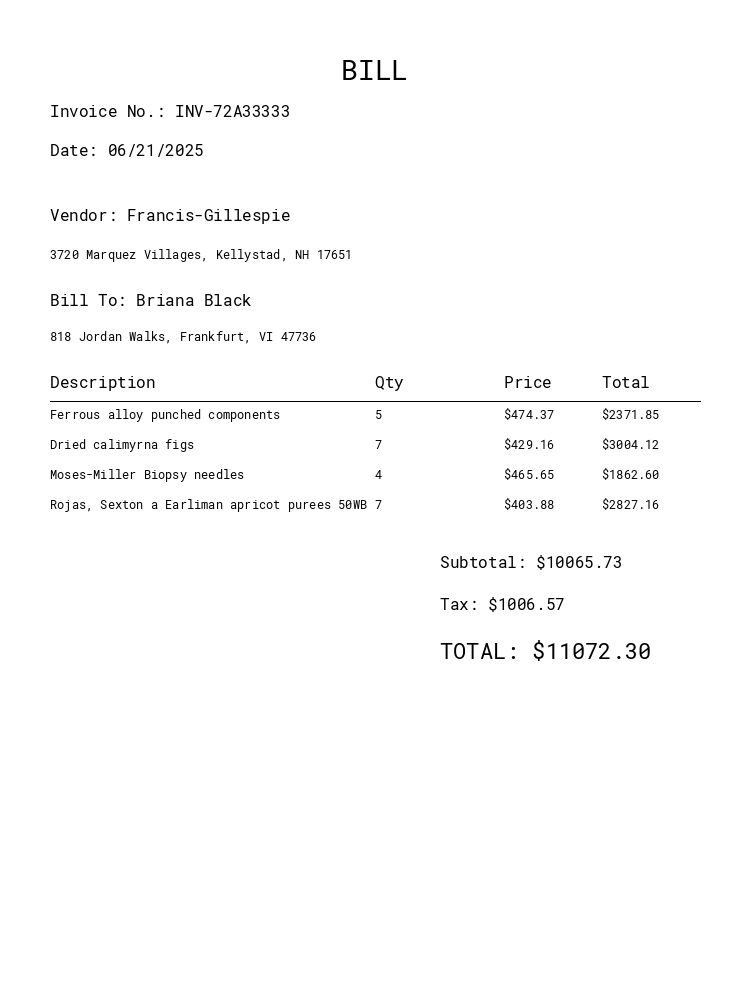 BILL
Invoice No.: INV-72A33333
Date: 06/21/2025
Vendor: Francis-Gillespie
3720 Marquez Villages, Kellystad, NH 17651
Bill To: Briana Black
818 Jordan Walks, Frankfurt, VI 47736
Description Qty Price Total
Ferrous alloy punched components 5 $474.37 $2371.85
Dried calimyrna figs 7 $429.16 $3004.12
Moses-Miller Biopsy needles 4 $465.65 $1862.60
Rojas, Sexton a Earliman apricot purees 50WB 7 $403.88 $2827.16
Subtotal: $10065.73
Tax: $1006.57
TOTAL: $11072.30